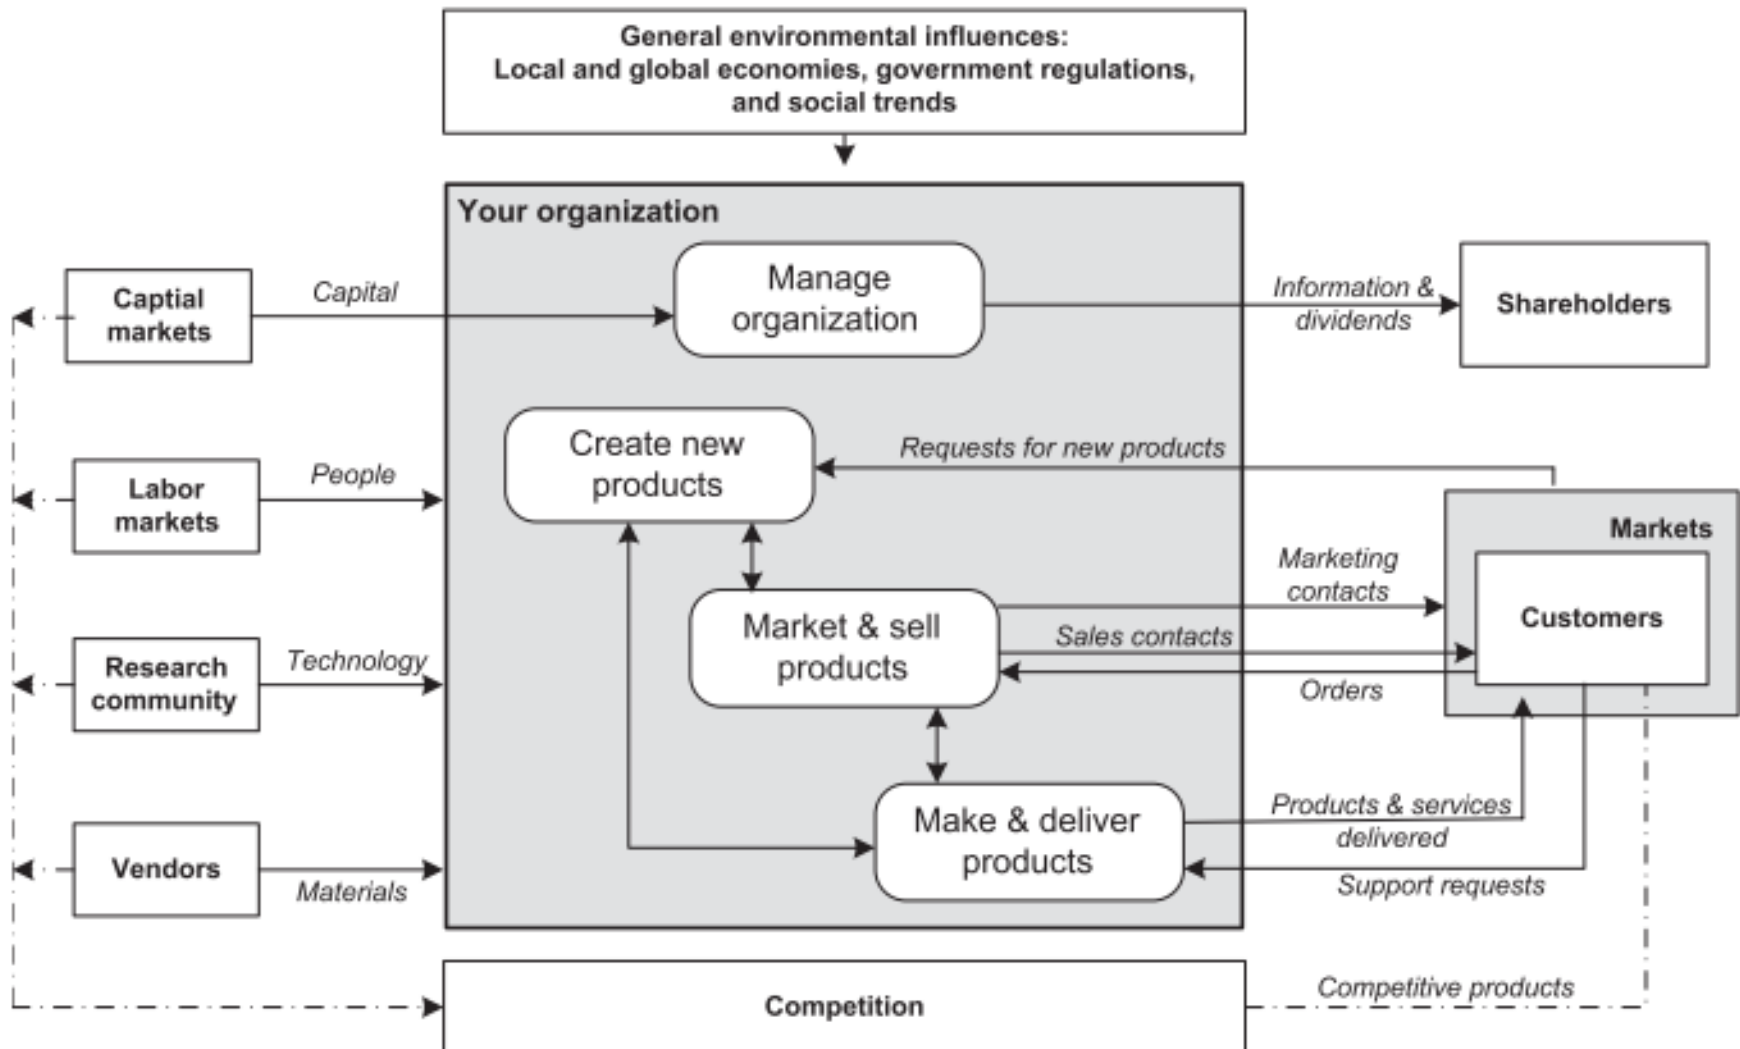 General environmental influences:
Local and global economies, government regulations,
and social trends
Your organization
Manage
organization
Captial
markets
Capital
Information &
dividends
Shareholders
Create new
products
Requests for new products
Labor
markets
People
Markets
Marketing
contacts
Customers
Market & sell
products
Sales contacts
Orders
Research
community
Technology
Make & deliver
products
Products & services
delivered
Support requests
Vendors
Materials
Competition
Competitive products